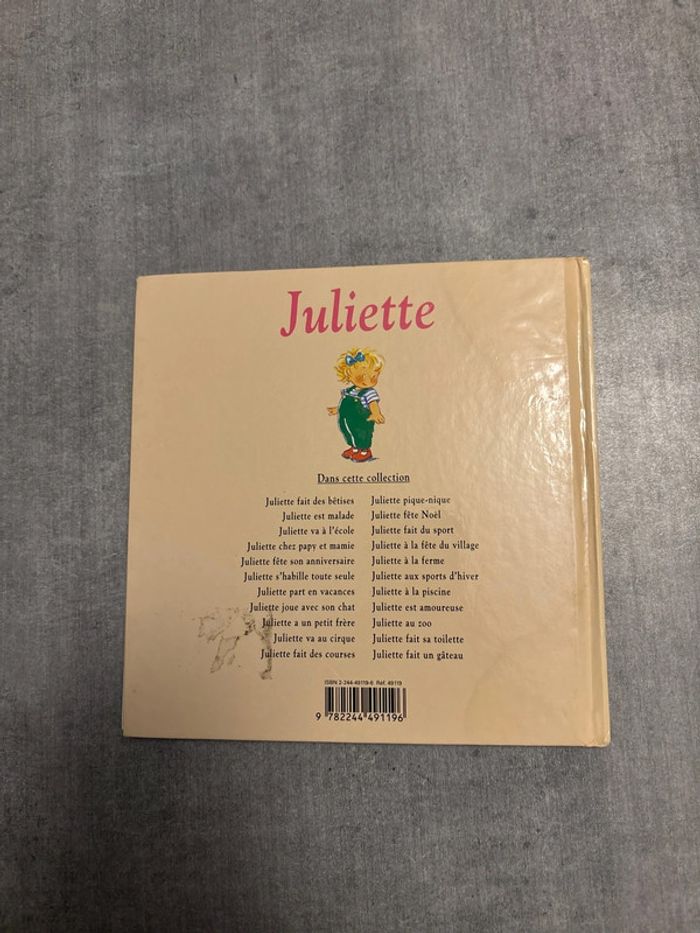 Juliette
Dans cette collection
Juliette fait des bêtises
Juliette est malade
Juliette va à l'école
Juliette chez papy et mamie
Juliette fête son anniversaire
Juliette s'habille toute seule
Juliette part en vacances
Juliette joue avec son chat
Juliette a un petit frère
Juliette va au cirque
Juliette fait des courses
Juliette pique-nique
Juliette fête Noël
Juliette fait du sport
Juliette à la fête du village
Juliette à la ferme
Juliette aux sports d'hiver
Juliette à la piscine
Juliette est amoureuse
Juliette au zoo
Juliette fait sa toilette
Juliette fait un gâteau
ISBN 2-244-49119-6 Réf. 49119
9 782244 491196